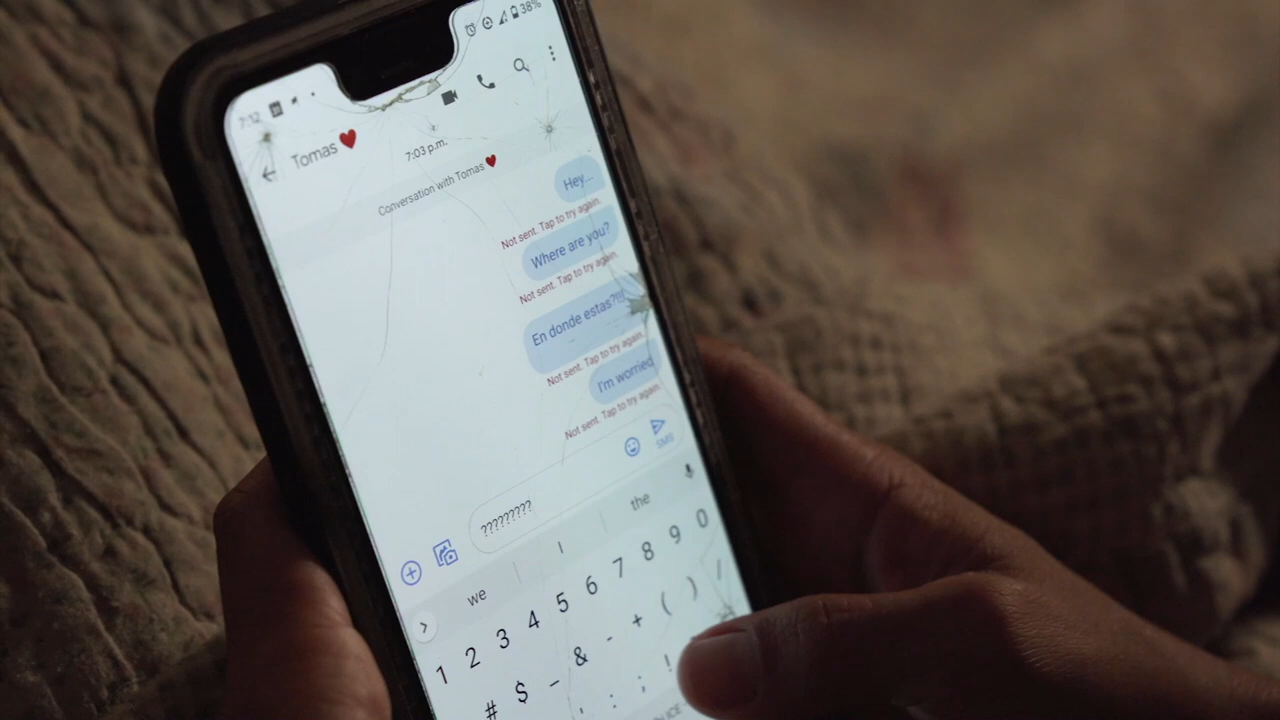 7:12
38%
Tomas ❤️
7:03 p.m.
Conversation with Tomas ❤️
Hey...
Not sent. Tap to try again.
Where are you?
Not sent. Tap to try again.
En donde estas?!!!
Not sent. Tap to try again.
I'm worried
Not sent. Tap to try again.
SMS
?????????
we
I
the
1 2 3 4 5 6 7 8 9 0
# $ – & - + ( ) /
, : ; !